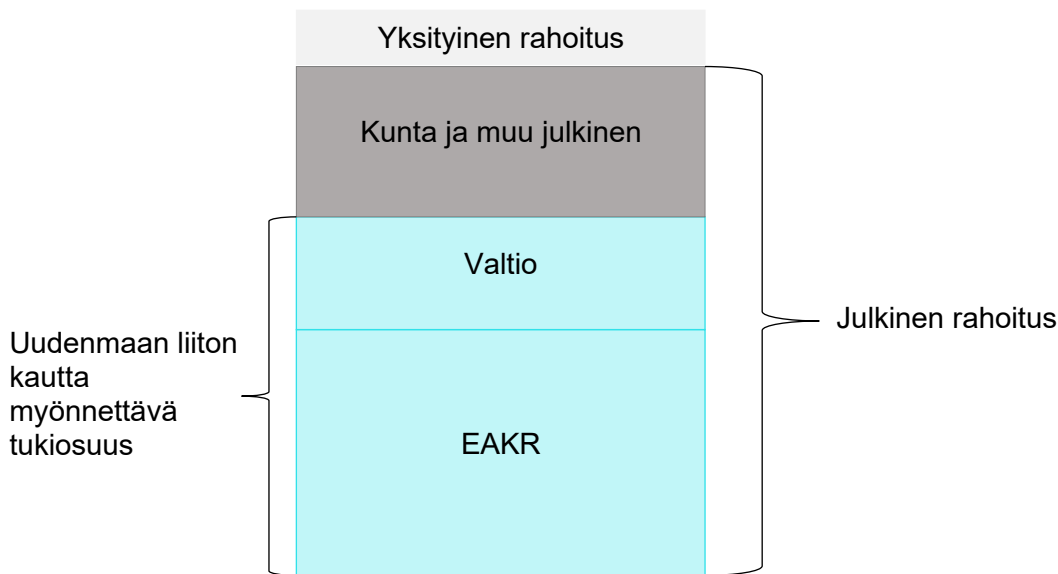 Yksityinen rahoitus
Kunta ja muu julkinen
Valtio
Julkinen rahoitus
Uudenmaan liiton
kautta
myönnettävä
tukiosuus
EAKR